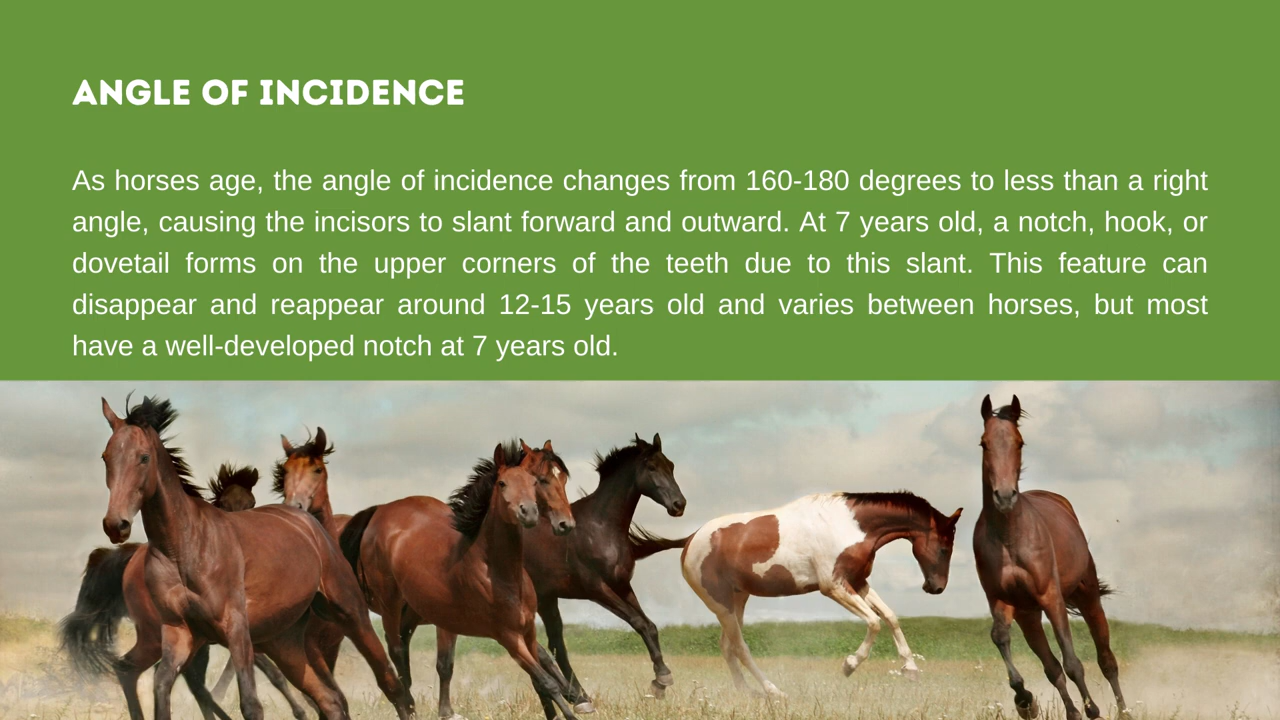 ANGLE OF INCIDENCE
As horses age, the angle of incidence changes from 160-180 degrees to less than a right
angle, causing the incisors to slant forward and outward. At 7 years old, a notch, hook, or
dovetail forms on the upper corners of the teeth due to this slant. This feature can
disappear and reappear around 12-15 years old and varies between horses, but most
have a well-developed notch at 7 years old.